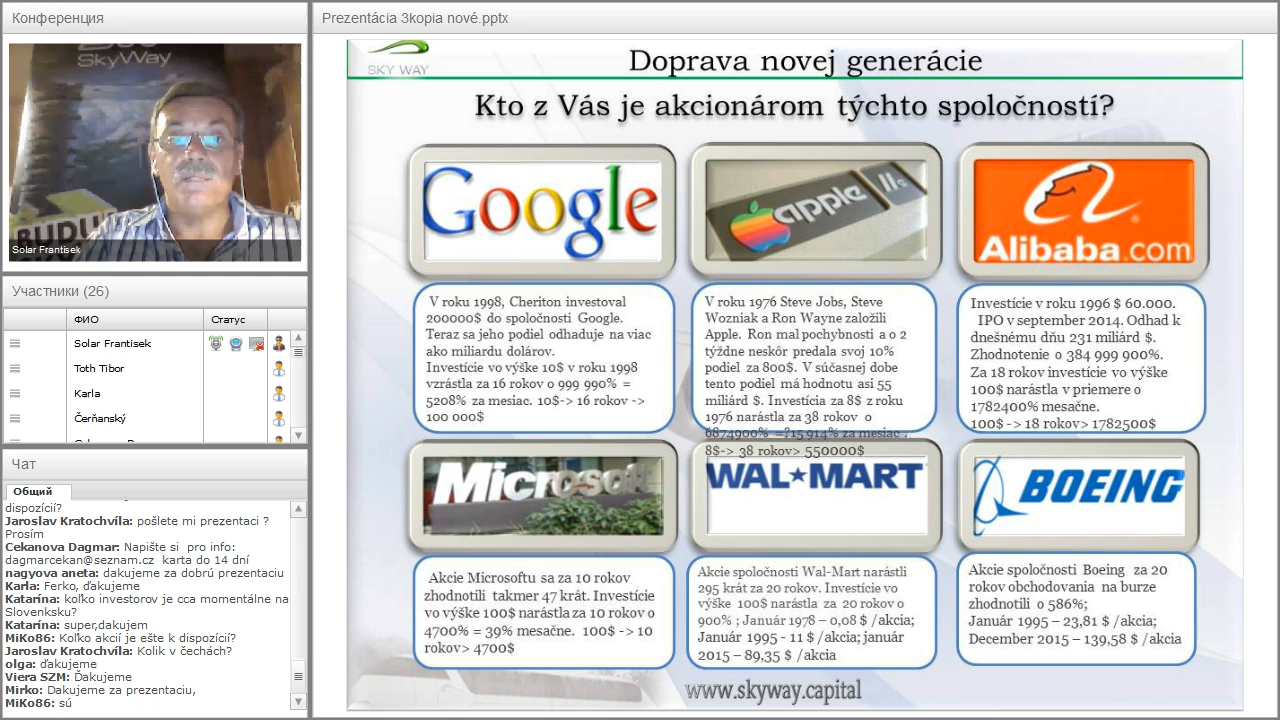 Конференция
SkyWay
BUDU
Solar Frantisek
Участники (26)
ФИО
Статус
Solar Frantisek
Toth Tibor
Karla
Čerňanský
Чат
Общий
dispozícií?
Jaroslav Kratochvíla: pošlete mi prezentaci ?
Prosím
Cekanova Dagmar: Napište si pro info:
dagmarcekan@seznam.cz karta do 14 dní
nagyova aneta: dakujeme za dobrú prezentaciu
Karla: Ferko, ďakujeme
Katarína: koľko investorov je cca momentálne na
Slovenksku?
Katarína: super,dakujem
MiKo86: Koľko akcií je ešte k dispozícií?
Jaroslav Kratochvíla: Kolik v čechách?
olga: ďakujeme
Viera SZM: Ďakujeme
Mirko: Dakujeme za prezentaciu,
MiKo86: sú
Prezentácia 3kopia nové.pptx
SKY WAY
Doprava novej generácie
Kto z Vás je akcionárom týchto spoločností?
Google
apple
Alibaba.com
V roku 1998, Cheriton investoval
200000$ do spoločnosti Google.
Teraz sa jeho podiel odhaduje na viac
ako miliardu dolárov.
Investície vo výške 10$ v roku 1998
vzrástla za 16 rokov o 999 990% =
5208% za mesiac. 10$-> 16 rokov ->
100 000$
V roku 1976 Steve Jobs, Steve
Wozniak a Ron Wayne založili
Apple. Ron mal pochybnosti a o 2
týždne neskôr predala svoj 10%
podiel za 800$. V súčasnej dobe
tento podiel má hodnotu asi 55
miliárd $. Investícia za 8$ z roku
1976 narástla za 38 rokov o
6874900% =?15 914% za mesiac .
8$-> 38 rokov> 550000$
Investície v roku 1996 $ 60.000.
IPO v september 2014. Odhad k
dnešnému dňu 231 miliárd $.
Zhodnotenie o 384 999 900%.
Za 18 rokov investície vo výške
100$ narástla v priemere o
1782400% mesačne.
100$ -> 18 rokov> 1782500$
Microsoft
WAL★MART
BOEING
Akcie Microsoftu sa za 10 rokov
zhodnotili takmer 47 krát. Investície
vo výške 100$ narástla za 10 rokov o
4700% = 39% mesačne. 100$ -> 10
rokov> 4700$
Akcie spoločnosti Wal-Mart narástli
295 krát za 20 rokov. Investície vo
výške 100$ narástla za 20 rokov o
900% ; Január 1978 – 0,08 $ /akcia;
Január 1995 - 11 $ /akcia; január
2015 – 89,35 $ /akcia
Akcie spoločnosti Boeing za 20
rokov obchodovania na burze
zhodnotili o 586%;
Január 1995 – 23,81 $ /akcia;
December 2015 – 139,58 $ /akcia
www.skyway.capital